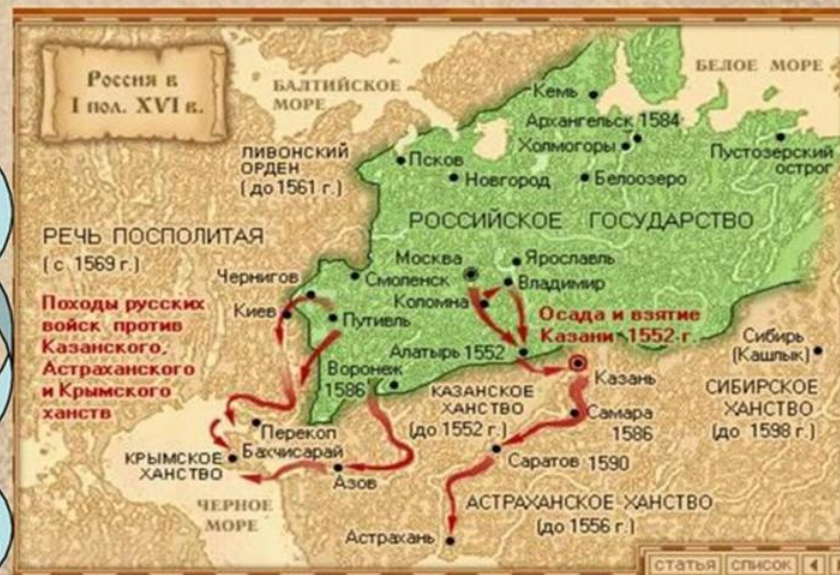 Россия в
I пол. XVI в.
БАЛТИЙСКОЕ
МОРЕ
БЕЛОЕ МОРЕ
Кемь
Архангельск 1584
Холмогоры
Пустозерский
острог
ЛИВОНСКИЙ
ОРДЕН
(до 1561 г.)
Псков
Новгород
Белоозеро
РОССИЙСКОЕ ГОСУДАРСТВО
РЕЧЬ ПОСПОЛИТАЯ
(с 1569 г.)
Москва
Ярославль
Чернигов
Смоленск
Владимир
Коломна
Киев
Путивль
Походы русских
войск против
Казанского,
Астраханского
и Крымского
ханств
Осада и взятие
Казани 1552 г.
Алатырь 1552
Сибирь
(Кашлык)
Воронеж
1586
Казань
КАЗАНСКОЕ
ХАНСТВО
(до 1552 г.)
СИБИРСКОЕ
ХАНСТВО
(до 1598 г.)
Самара
1586
Перекоп
Бахчисарай
КРЫМСКОЕ
ХАНСТВО
Азов
Саратов 1590
ЧЕРНОЕ
МОРЕ
АСТРАХАНСКОЕ ХАНСТВО
(до 1556 г.)
Астрахань
статья список